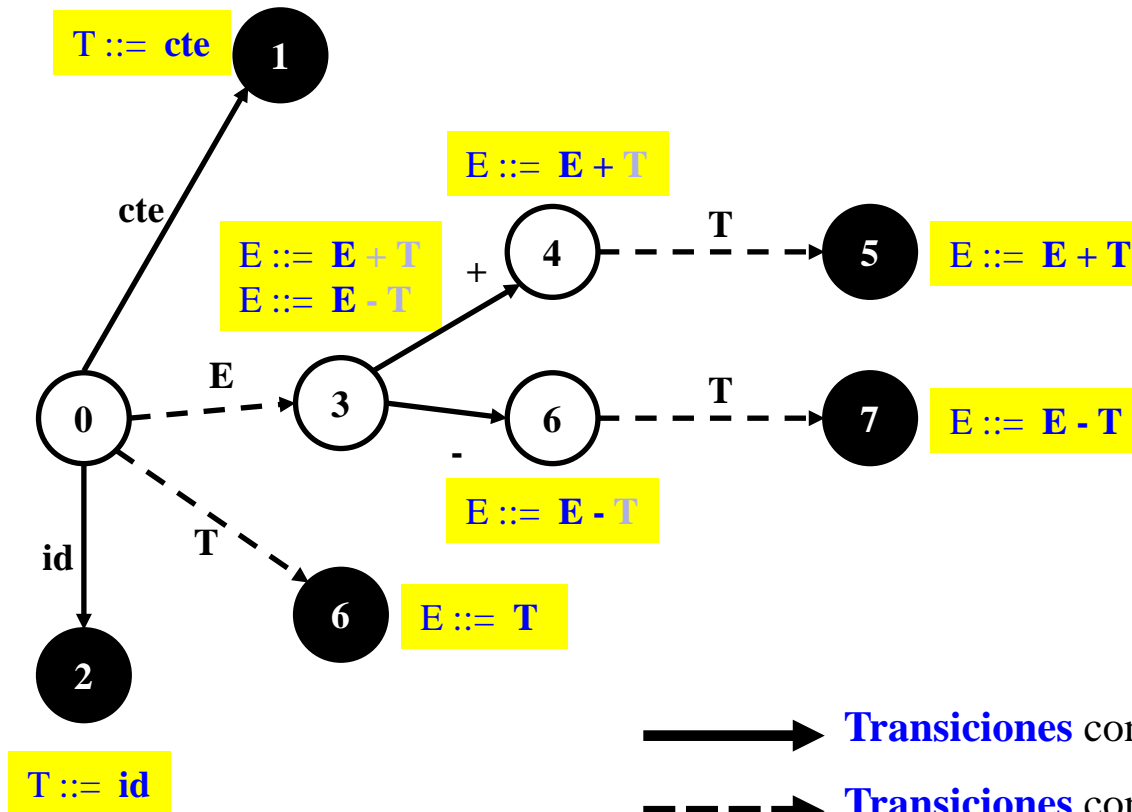 T ::= cte
1
E ::= E + T
cte
T
E ::= E + T
E ::= E - T
+
4
5
E ::= E + T
E
T
0
3
6
7
E ::= E - T
-
E ::= E - T
id
T
6
E ::= T
2
Transiciones con
T ::= id
Transiciones con